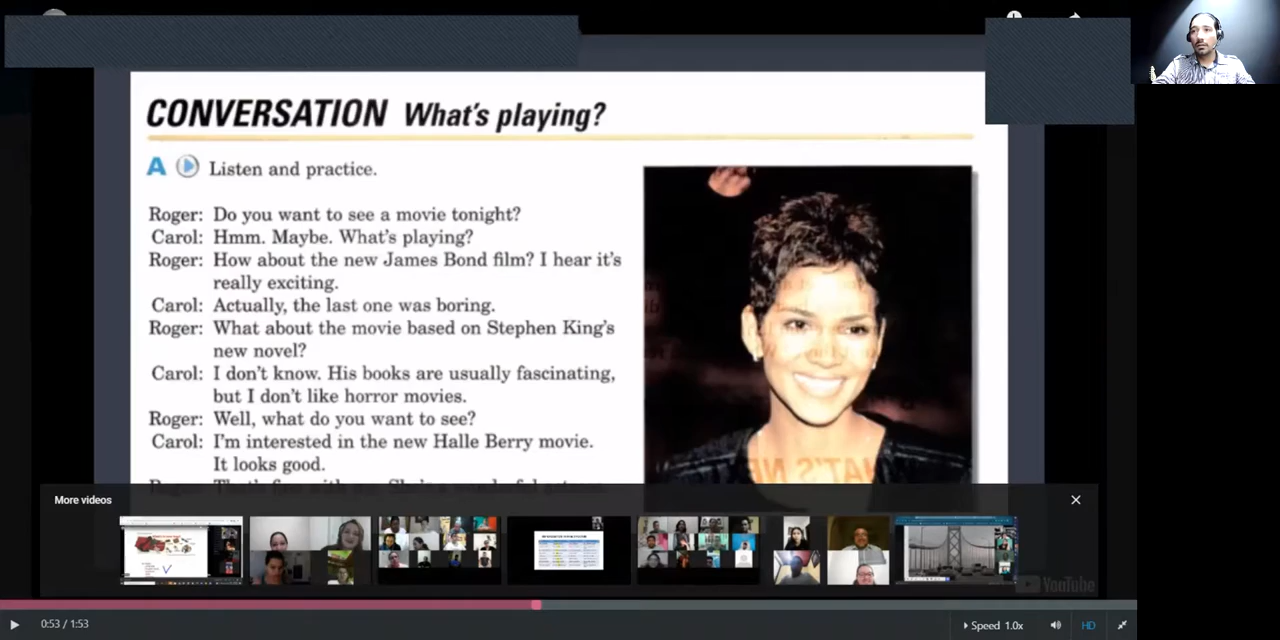 CONVERSATION What's playing?
A Listen and practice.
Roger: Do you want to see a movie tonight?
Carol: Hmm. Maybe. What's playing?
Roger: How about the new James Bond film? I hear it's
really exciting.
Carol: Actually, the last one was boring.
Roger: What about the movie based on Stephen King's
new novel?
Carol: I don't know. His books are usually fascinating,
but I don't like horror movies.
Roger: Well, what do you want to see?
Carol: I'm interested in the new Halle Berry movie.
It looks good.
More videos
YouTube
0:53 / 1:53
Speed 1.0x
HD